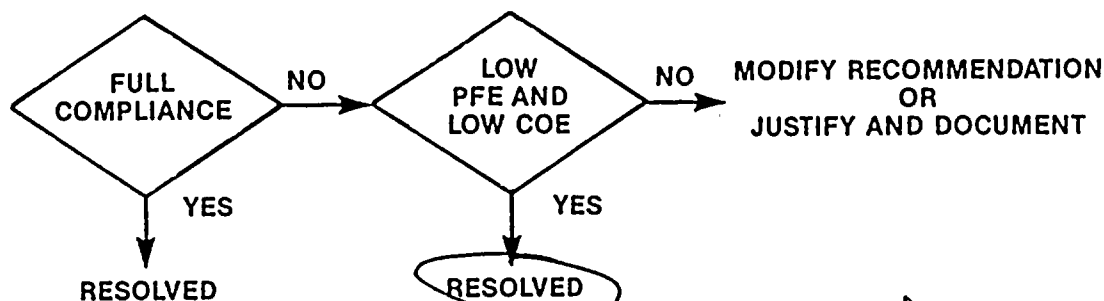 FULL
COMPLIANCE
NO
LOW
PFE AND
LOW COE
NO
MODIFY RECOMMENDATION
OR
JUSTIFY AND DOCUMENT
YES
YES
RESOLVED
RESOLVED